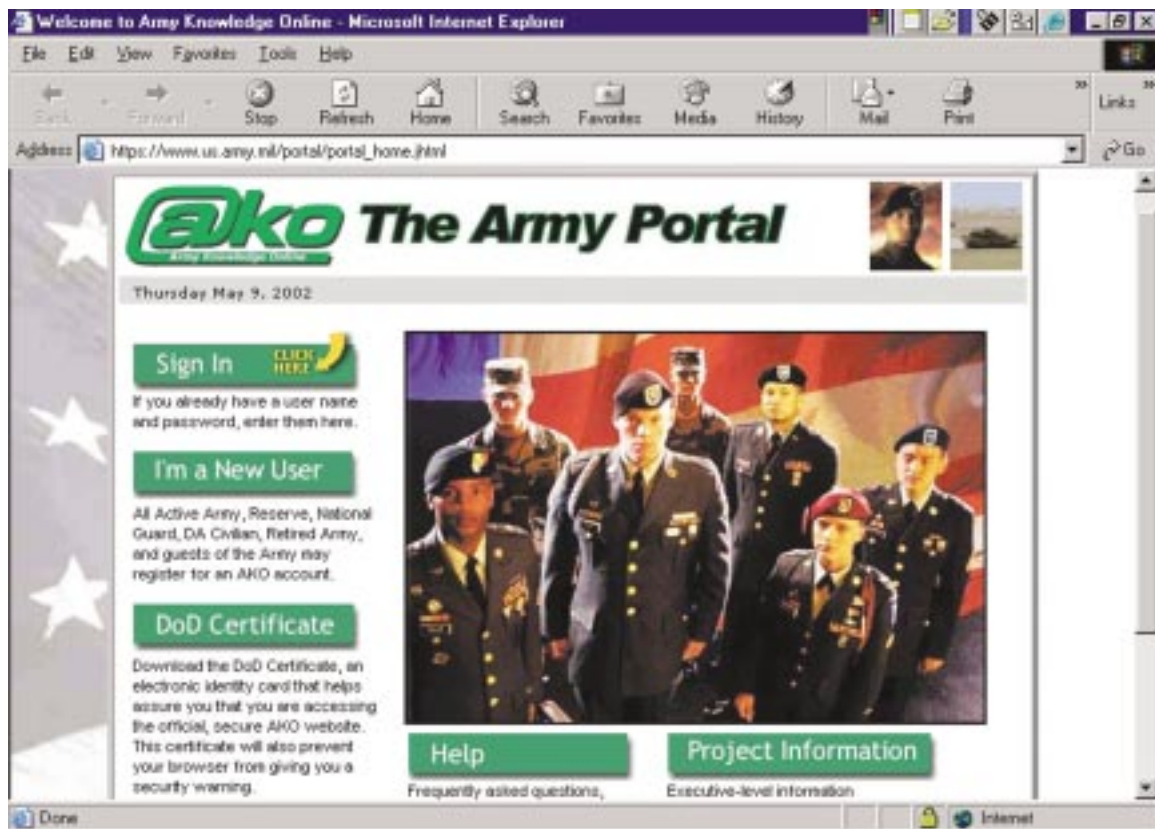 Welcome to Army Knowledge Online - Microsoft Internet Explorer
File Edit View Favorites Tools Help
Back Forward Stop Refresh Home Search Favorites Media History Mail Print » Links »
Address https://www.us.army.mil/portal/portal_home.jhtml Go
@ko The Army Portal
Army Knowledge Online
Thursday May 9, 2002
Sign In CLICK HERE
If you already have a user name
and password, enter them here.
I'm a New User
All Active Army, Reserve, National
Guard, DA Civilian, Retired Army,
and guests of the Army may
register for an AKO account.
DoD Certificate
Download the DoD Certificate, an
electronic identity card that helps
assure you that you are accessing
the official, secure AKO website.
This certificate will also prevent
your browser from giving you a
security warning.
Help
Frequently asked questions,
Project Information
Executive-level information
Done Internet